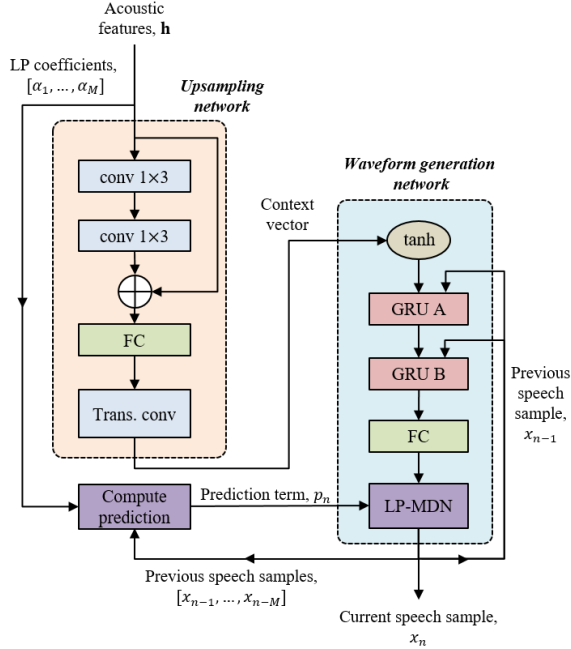 Acoustic
features, h
LP coefficients,
[α₁, …, α_M]
Upsampling
network
conv 1×3
conv 1×3
FC
Trans. conv
Waveform generation
network
Context
vector
tanh
GRU A
GRU B
FC
LP-MDN
Previous
speech
sample,
xₙ₋₁
Compute
prediction
Prediction term, pₙ
Previous speech samples,
[xₙ₋₁, …, xₙ₋M]
Current speech sample,
xₙ